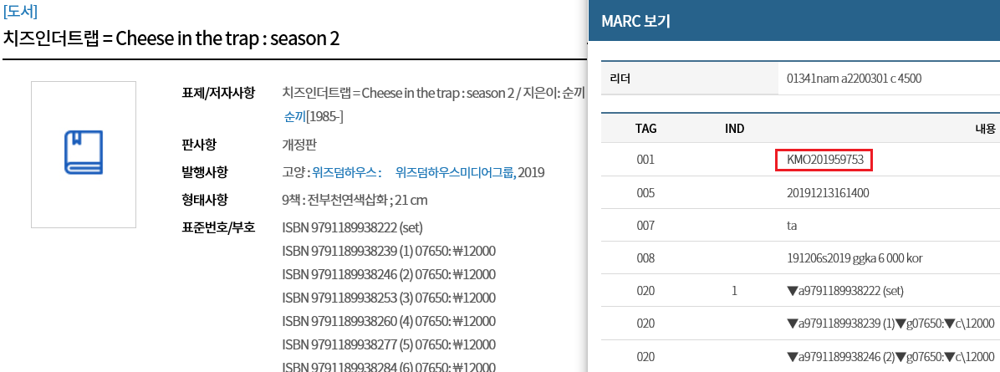 [도서]
치즈인더트랩 = Cheese in the trap : season 2
표제/저자사항 치즈인더트랩 = Cheese in the trap : season 2 / 지은이: 순끼
순끼[1985-]
판사항 개정판
발행사항 고양 : 위즈덤하우스 : 위즈덤하우스미디어그룹, 2019
형태사항 9책 : 전부천연색삽화 ; 21 cm
표준번호/부호 ISBN 9791189938222 (set)
ISBN 9791189938239 (1) 07650: ₩12000
ISBN 9791189938246 (2) 07650: ₩12000
ISBN 9791189938253 (3) 07650: ₩12000
ISBN 9791189938260 (4) 07650: ₩12000
ISBN 9791189938277 (5) 07650: ₩12000
ISBN 9791189938284 (6) 07650: ₩12000
MARC 보기
리더 01341nam a2200301 c 4500
TAG IND 내용
001 KMO201959753
005 20191213161400
007 ta
008 191206s2019 ggka 6 000 kor
020 1 ▼a9791189938222 (set)
020 ▼a9791189938239 (1)▼g07650:▼c\12000
020 ▼a9791189938246 (2)▼g07650:▼c\12000